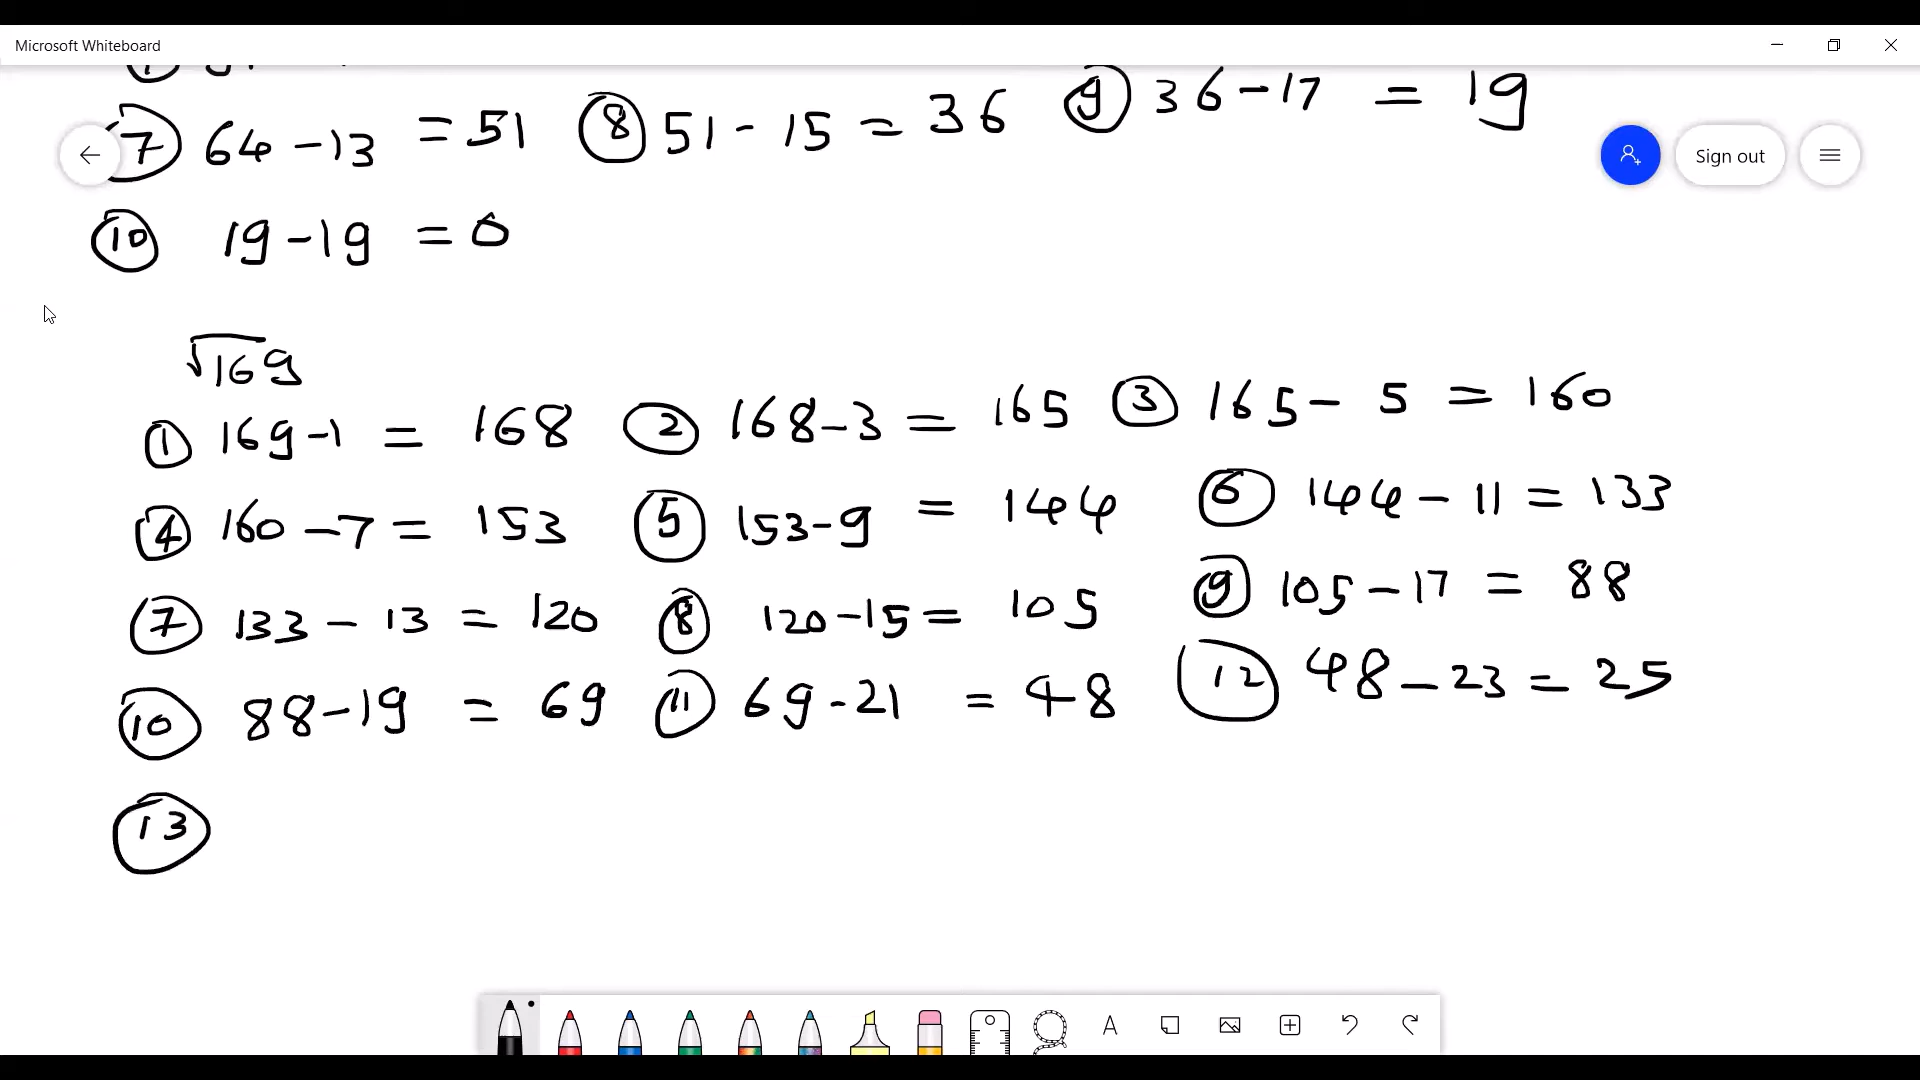 Microsoft Whiteboard
⑦ 64 - 13 = 51 ⑧ 51 - 15 = 36 ⑨ 36 - 17 = 19
Sign out
⑩ 19 - 19 = 0
√169
① 169 - 1 = 168 ② 168 - 3 = 165 ③ 165 - 5 = 160
④ 160 - 7 = 153 ⑤ 153 - 9 = 144 ⑥ 144 - 11 = 133
⑦ 133 - 13 = 120 ⑧ 120 - 15 = 105 ⑨ 105 - 17 = 88
⑩ 88 - 19 = 69 ⑪ 69 - 21 = 48 ⑫ 48 - 23 = 25
⑬